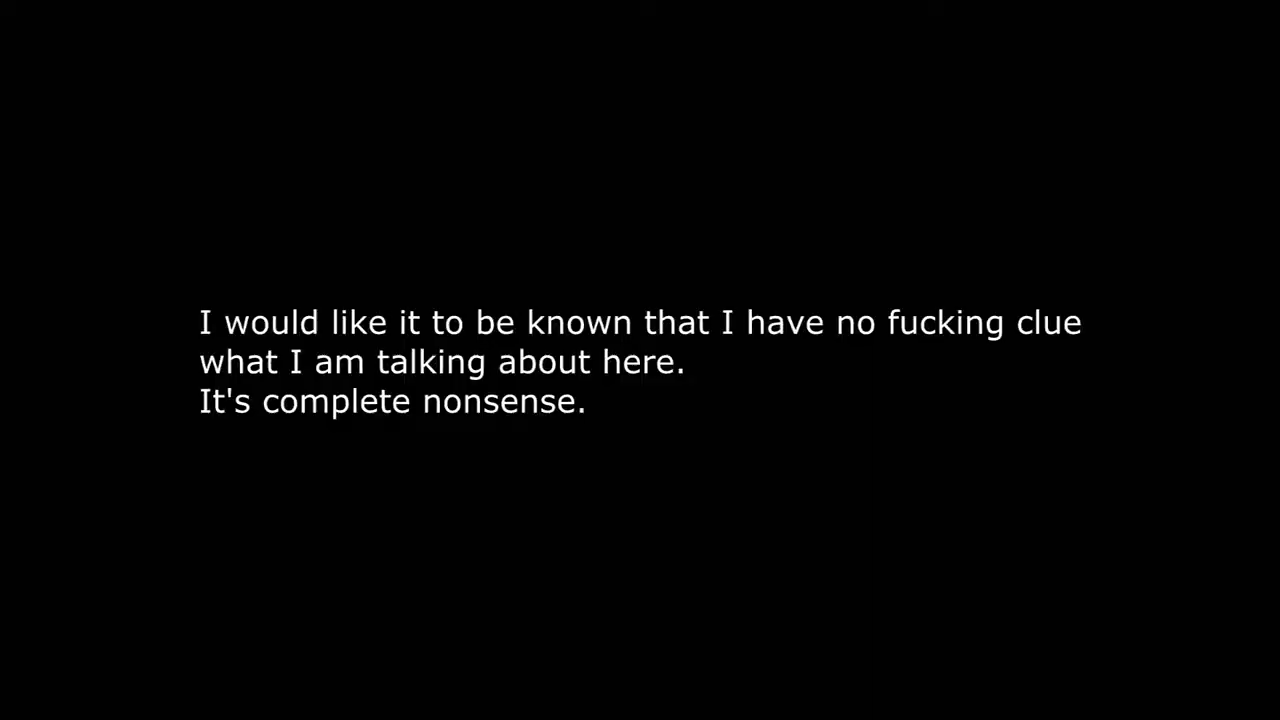 I would like it to be known that I have no fucking clue
what I am talking about here.
It's complete nonsense.